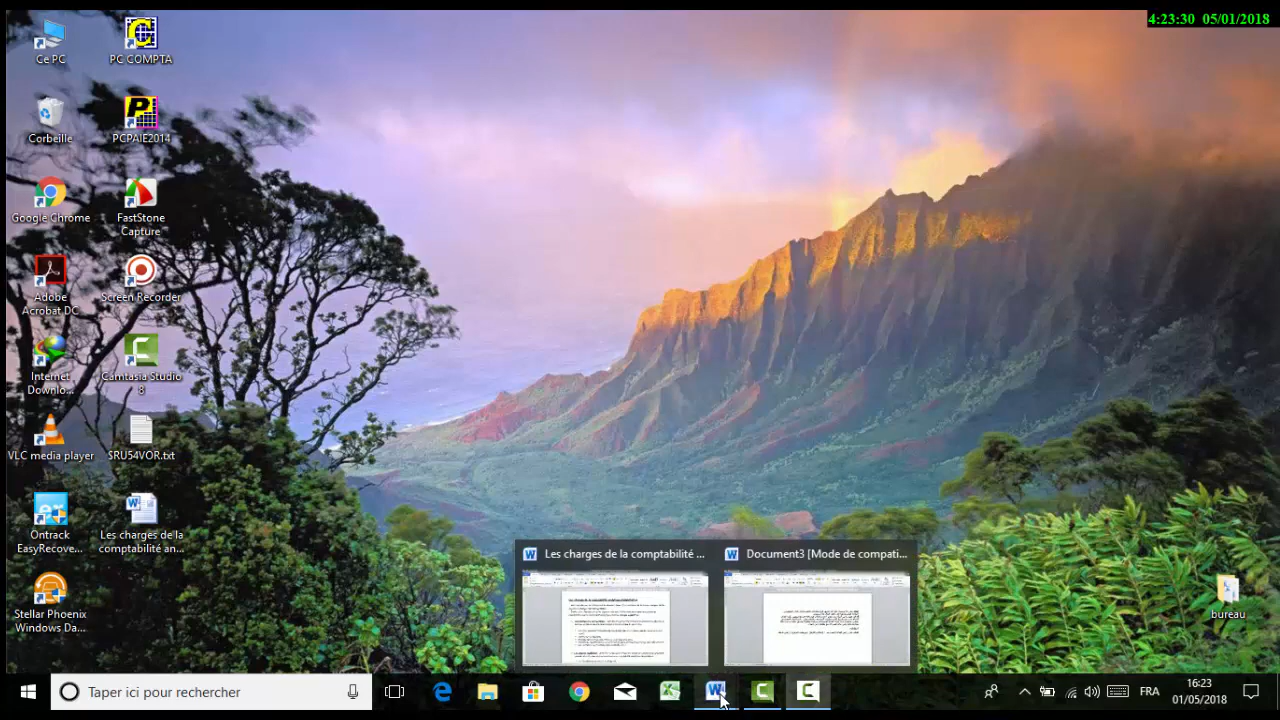 4:23:30 05/01/2018
Ce PC
PC COMPTA
Corbeille
PCPAIE2014
Google Chrome
FastStone
Capture
Adobe
Acrobat DC
Screen Recorder
Internet
Downlo...
Camtasia Studio
8
VLC media player
SRU54VOR.txt
Ontrack
EasyRecove...
Les charges de la
comptabilité an...
Stellar Phoenix
Windows Da...
Les charges de la comptabilité ...
Document3 [Mode de compati...
bureau
Taper ici pour rechercher
FRA
16:23
01/05/2018